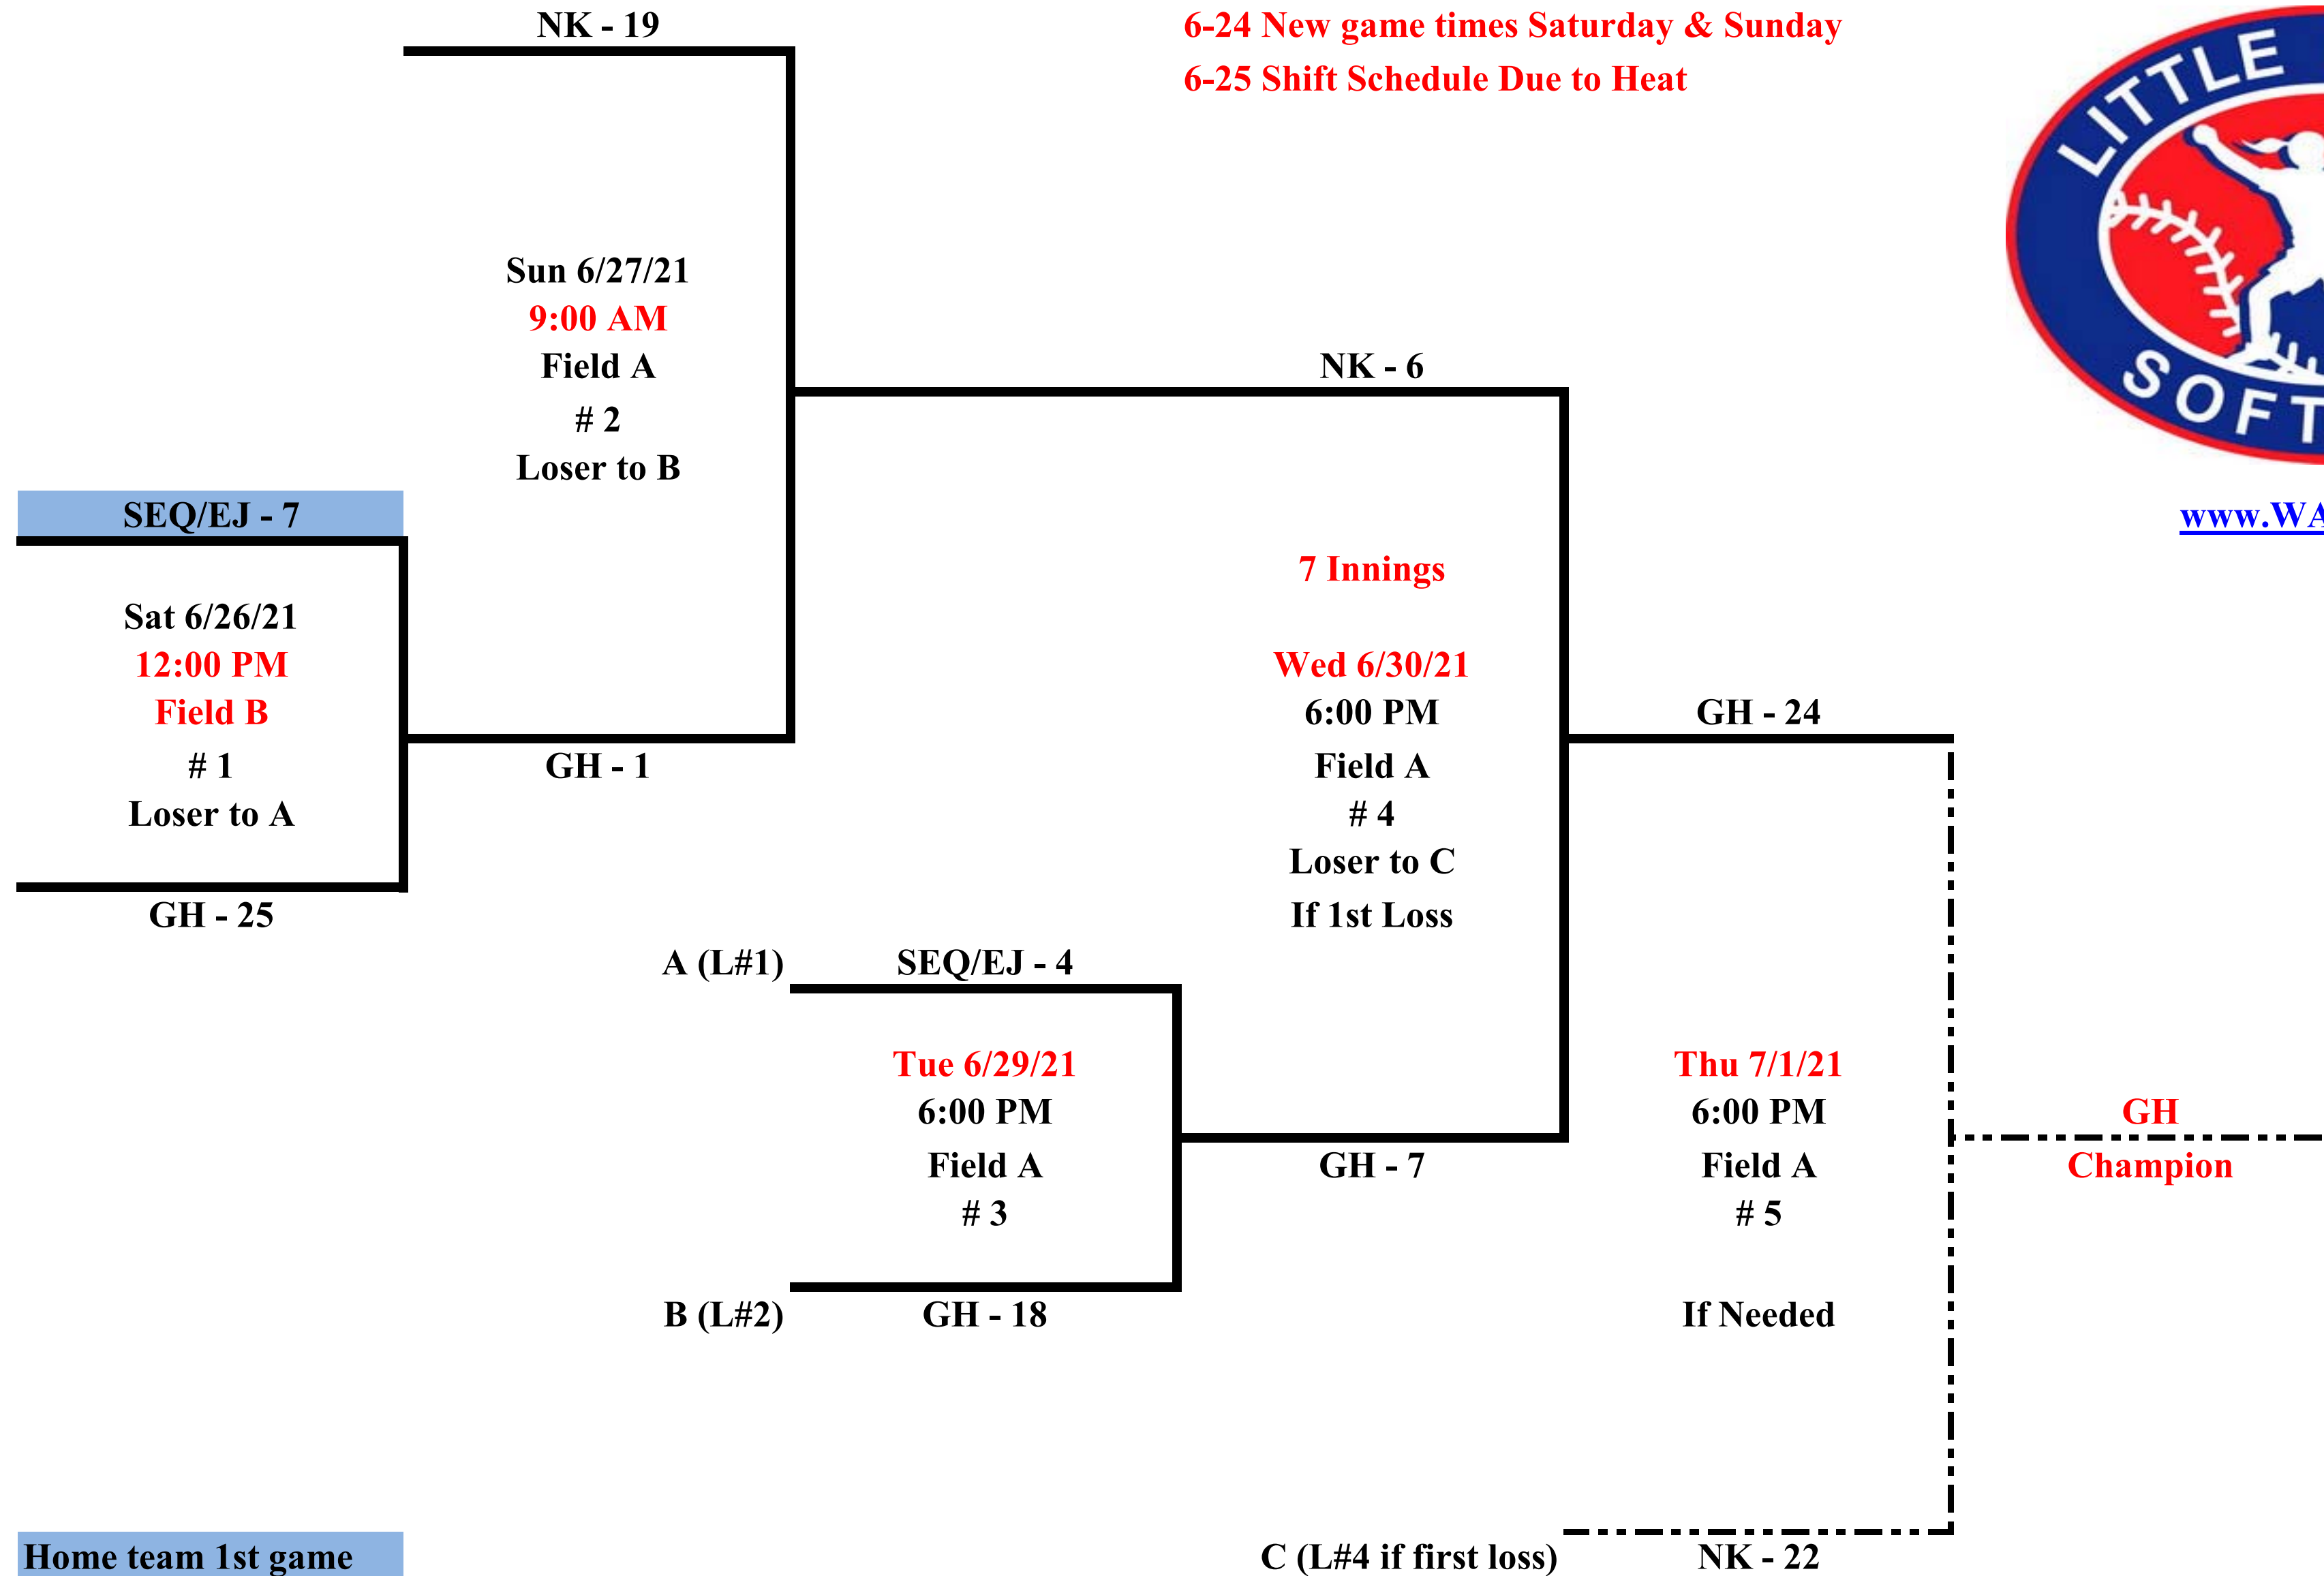 NK - 19
6-24 New game times Saturday & Sunday
6-25 Shift Schedule Due to Heat
LITTLE
SOFT
Sun 6/27/21
9:00 AM
Field A
# 2
Loser to B
NK - 6
SEQ/EJ - 7
www.WA
7 Innings
Sat 6/26/21
12:00 PM
Field B
# 1
Loser to A
GH - 1
Wed 6/30/21
6:00 PM
Field A
# 4
Loser to C
If 1st Loss
GH - 24
GH - 25
A (L#1)
SEQ/EJ - 4
Tue 6/29/21
6:00 PM
Field A
# 3
GH - 7
Thu 7/1/21
6:00 PM
Field A
# 5
If Needed
GH
Champion
B (L#2)
GH - 18
Home team 1st game
C (L#4 if first loss)
NK - 22